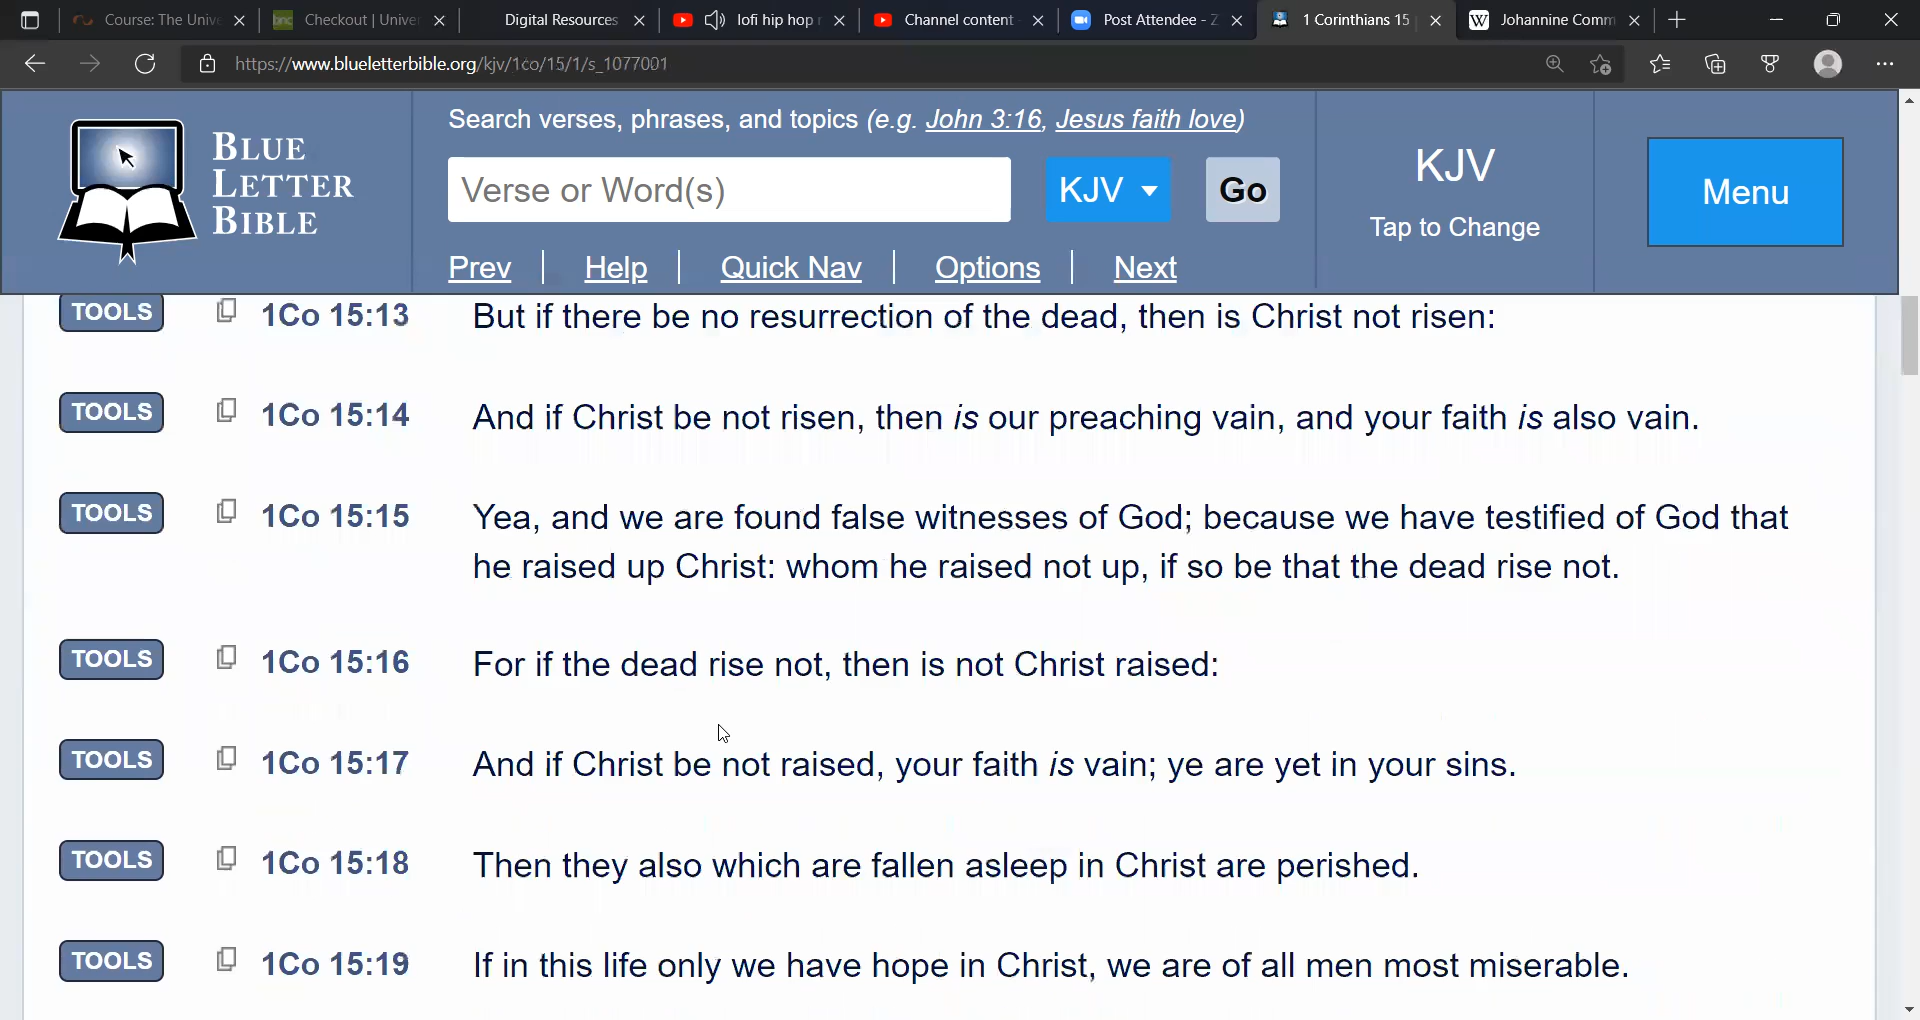 Course: The Unive
Checkout | Univer
Digital Resources
lofi hip hop r
Channel content
Post Attendee - Z
1 Corinthians 15
Johannine Comm
https://www.blueletterbible.org/kjv/1co/15/1/s_1077001
BLUE
LETTER
BIBLE
Search verses, phrases, and topics (e.g. John 3:16, Jesus faith love)
Verse or Word(s)
KJV
Go
Prev | Help | Quick Nav | Options | Next
KJV
Tap to Change
Menu
TOOLS 1Co 15:13 But if there be no resurrection of the dead, then is Christ not risen:
TOOLS 1Co 15:14 And if Christ be not risen, then is our preaching vain, and your faith is also vain.
TOOLS 1Co 15:15 Yea, and we are found false witnesses of God; because we have testified of God that
he raised up Christ: whom he raised not up, if so be that the dead rise not.
TOOLS 1Co 15:16 For if the dead rise not, then is not Christ raised:
TOOLS 1Co 15:17 And if Christ be not raised, your faith is vain; ye are yet in your sins.
TOOLS 1Co 15:18 Then they also which are fallen asleep in Christ are perished.
TOOLS 1Co 15:19 If in this life only we have hope in Christ, we are of all men most miserable.